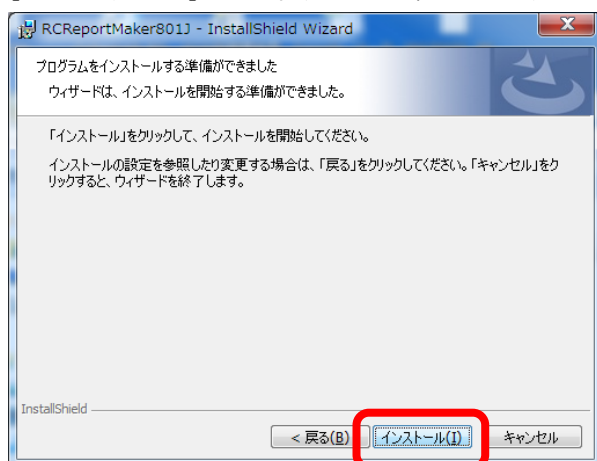 RCReportMaker801J - InstallShield Wizard
プログラムをインストールする準備ができました
ウィザードは、インストールを開始する準備ができました。
「インストール」をクリックして、インストールを開始してください。
インストールの設定を参照したり変更する場合は、「戻る」をクリックしてください。「キャンセル」をク
リックすると、ウィザードを終了します。
InstallShield
< 戻る(B) インストール(I) キャンセル